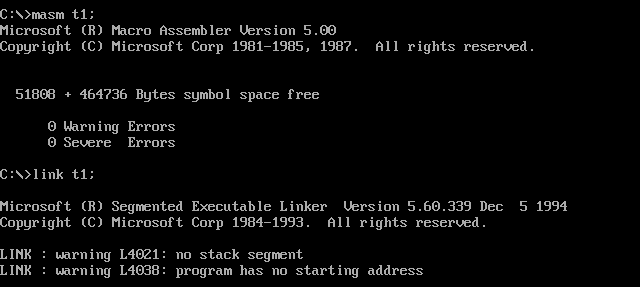 C:\>masm t1;
Microsoft (R) Macro Assembler Version 5.00
Copyright (C) Microsoft Corp 1981-1985, 1987.  All rights reserved.
51808 + 464736 Bytes symbol space free
0 Warning Errors
0 Severe  Errors
C:\>link t1;
Microsoft (R) Segmented Executable Linker  Version 5.60.339 Dec  5 1994
Copyright (C) Microsoft Corp 1984-1993.  All rights reserved.
LINK : warning L4021: no stack segment
LINK : warning L4038: program has no starting address